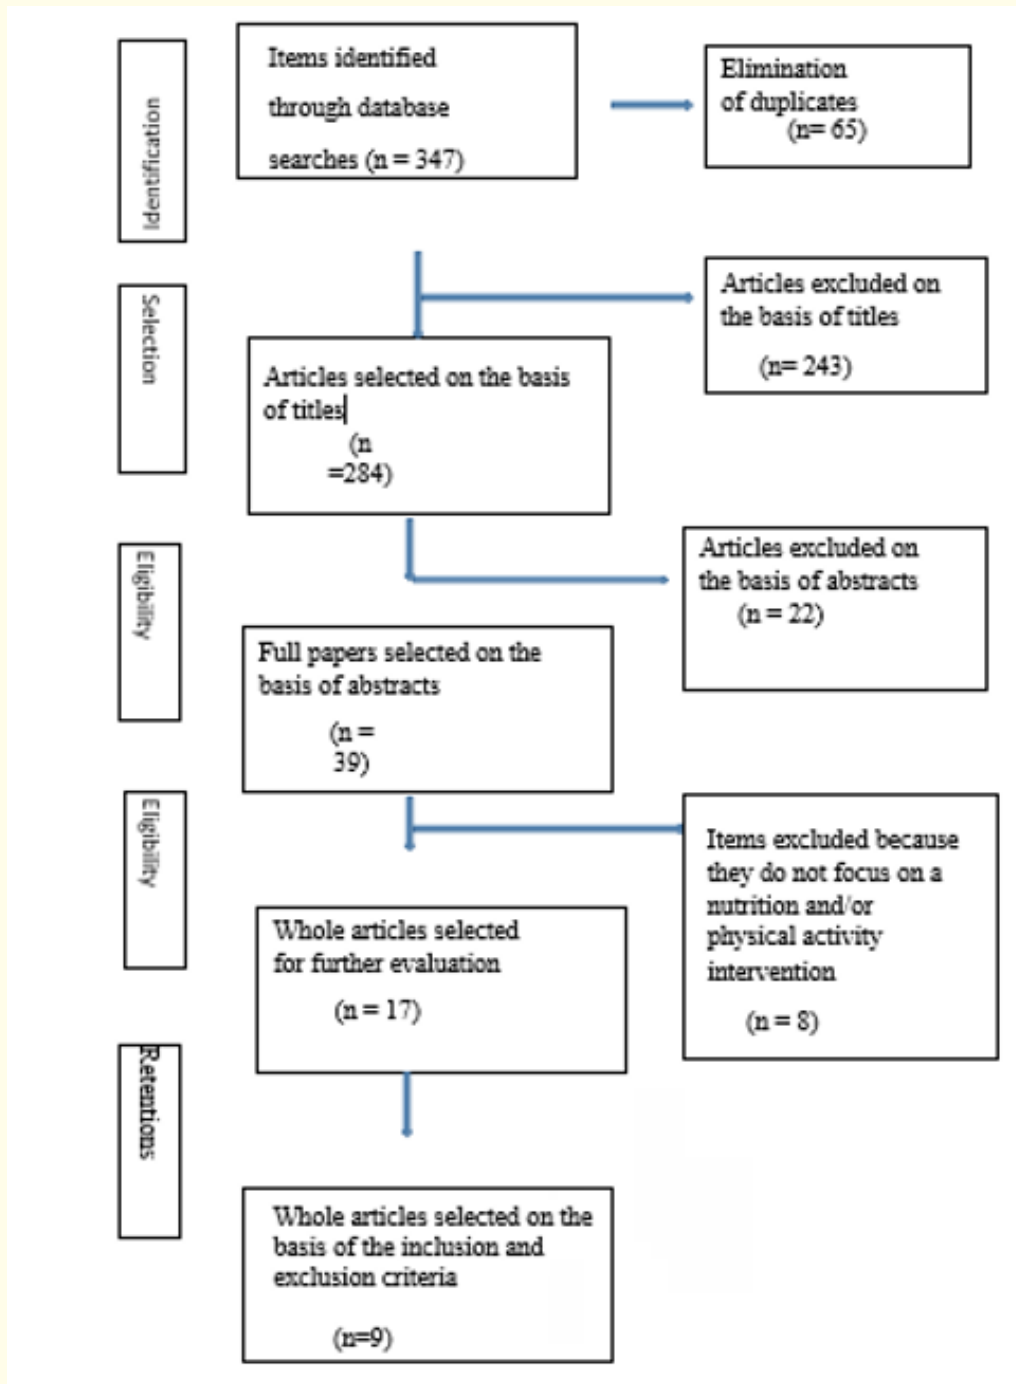 Identification
Items identified
through database
searches (n = 347)
Elimination
of duplicates
(n= 65)
Selection
Articles excluded on
the basis of titles
(n= 243)
Articles selected on the basis
of titles
(n
=284)
Eligibility
Articles excluded on
the basis of abstracts
(n = 22)
Full papers selected on the
basis of abstracts
(n =
39)
Eligibility
Items excluded because
they do not focus on a
nutrition and/or
physical activity
intervention
(n = 8)
Whole articles selected
for further evaluation
(n = 17)
Retentions
Whole articles selected on the
basis of the inclusion and
exclusion criteria
(n=9)